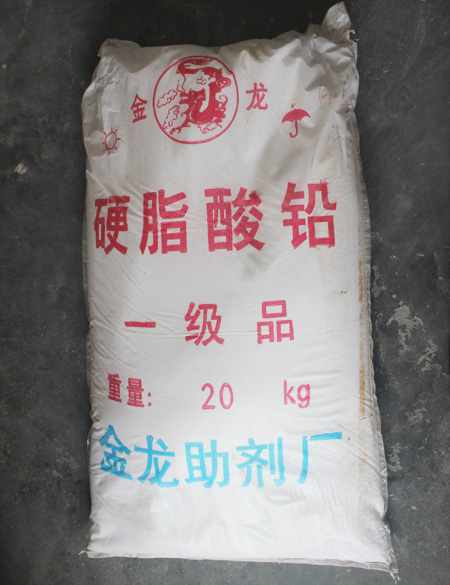 金龙
硬脂酸铅
一级品
重量: 20 kg
金龙助剂厂